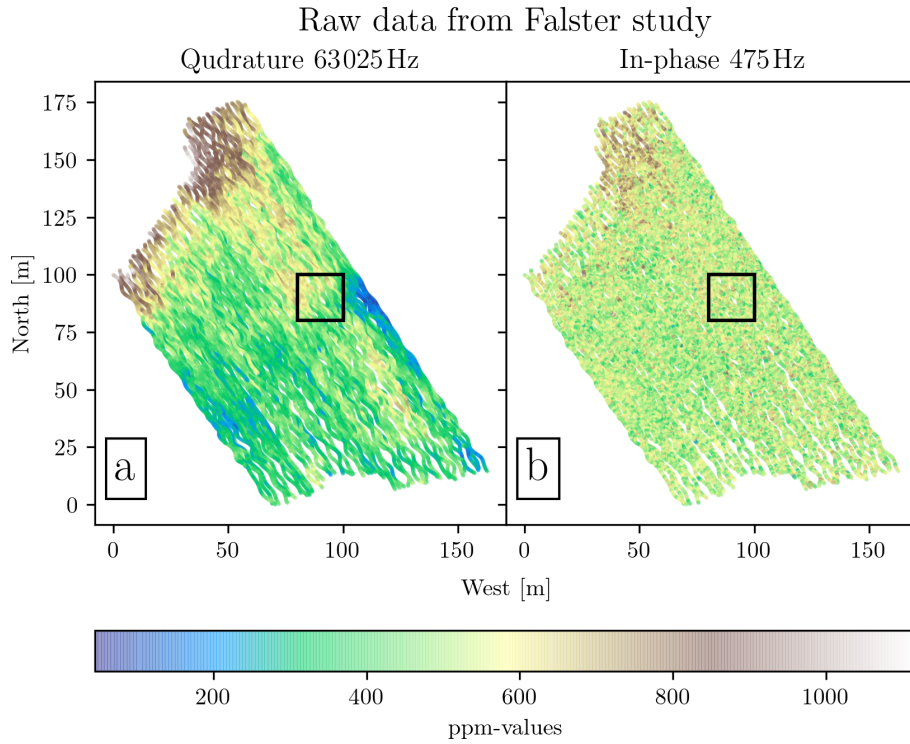 Raw data from Falster study
Qudrature 63025 Hz
In-phase 475 Hz
North [m]
175
150
125
100
75
50
25
0
a
b
0 50 100 150
0 50 100 150
West [m]
200 400 600 800 1000
ppm-values